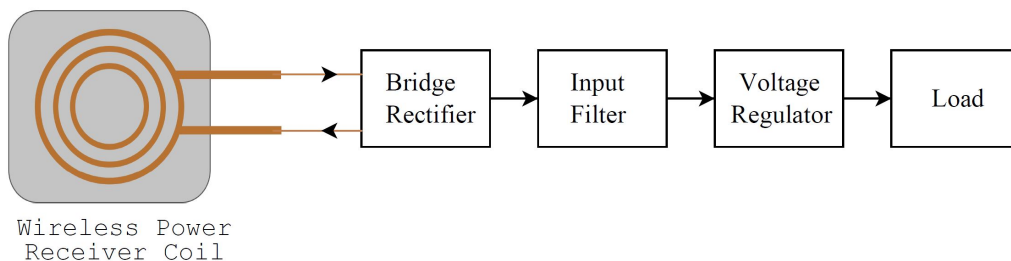 Bridge
Rectifier
Input
Filter
Voltage
Regulator
Load
Wireless Power
Receiver Coil